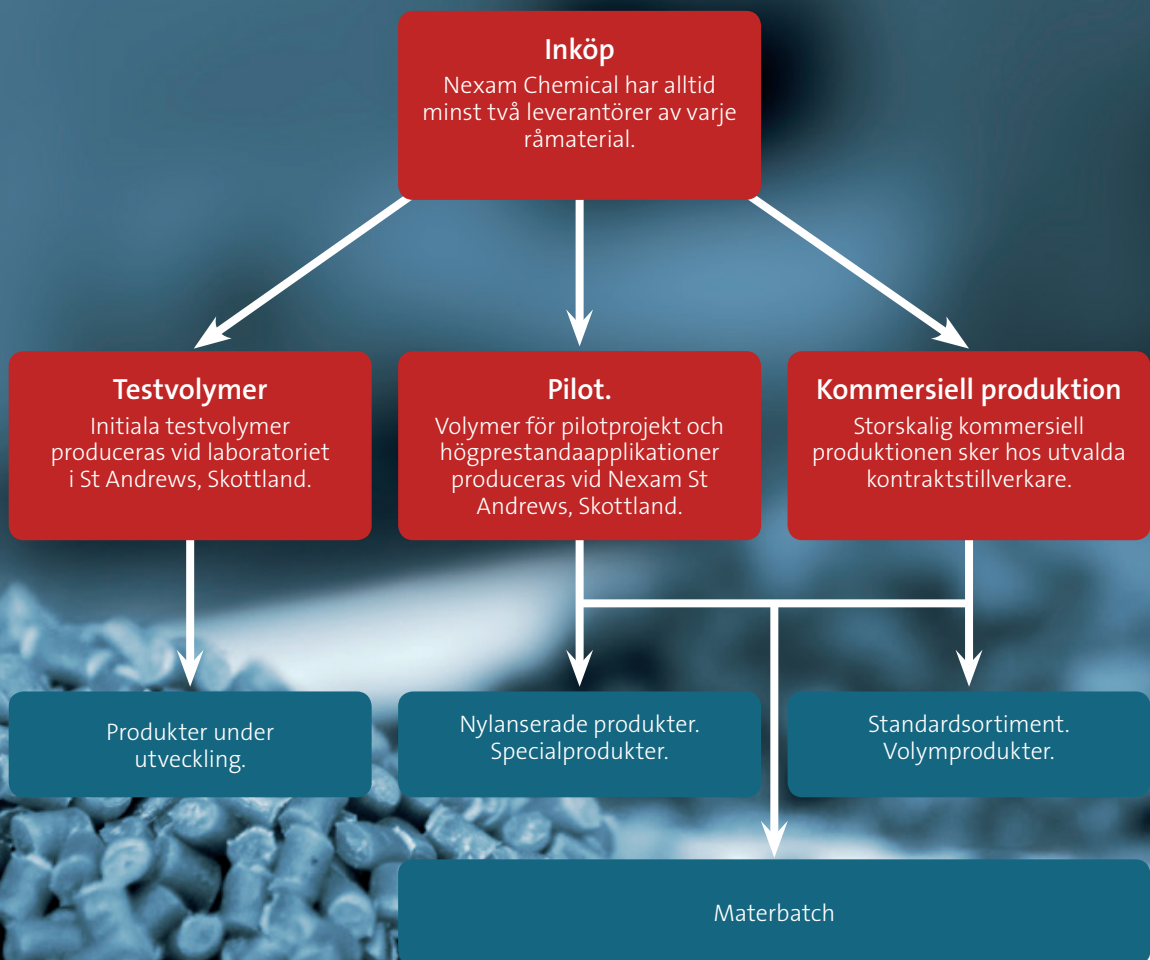 Inköp
Nexam Chemical har alltid
minst två leverantörer av varje
råmaterial.
Testvolymer
Initiala testvolymer
produceras vid laboratoriet
i St Andrews, Skottland.
Pilot.
Volymer för pilotprojekt och
högprestandaapplikationer
produceras vid Nexam St
Andrews, Skottland.
Kommersiell produktion
Storskalig kommersiell
produktionen sker hos utvalda
kontraktstillverkare.
Produkter under
utveckling.
Nylanserade produkter.
Specialprodukter.
Standardsortiment.
Volymprodukter.
Materbatch